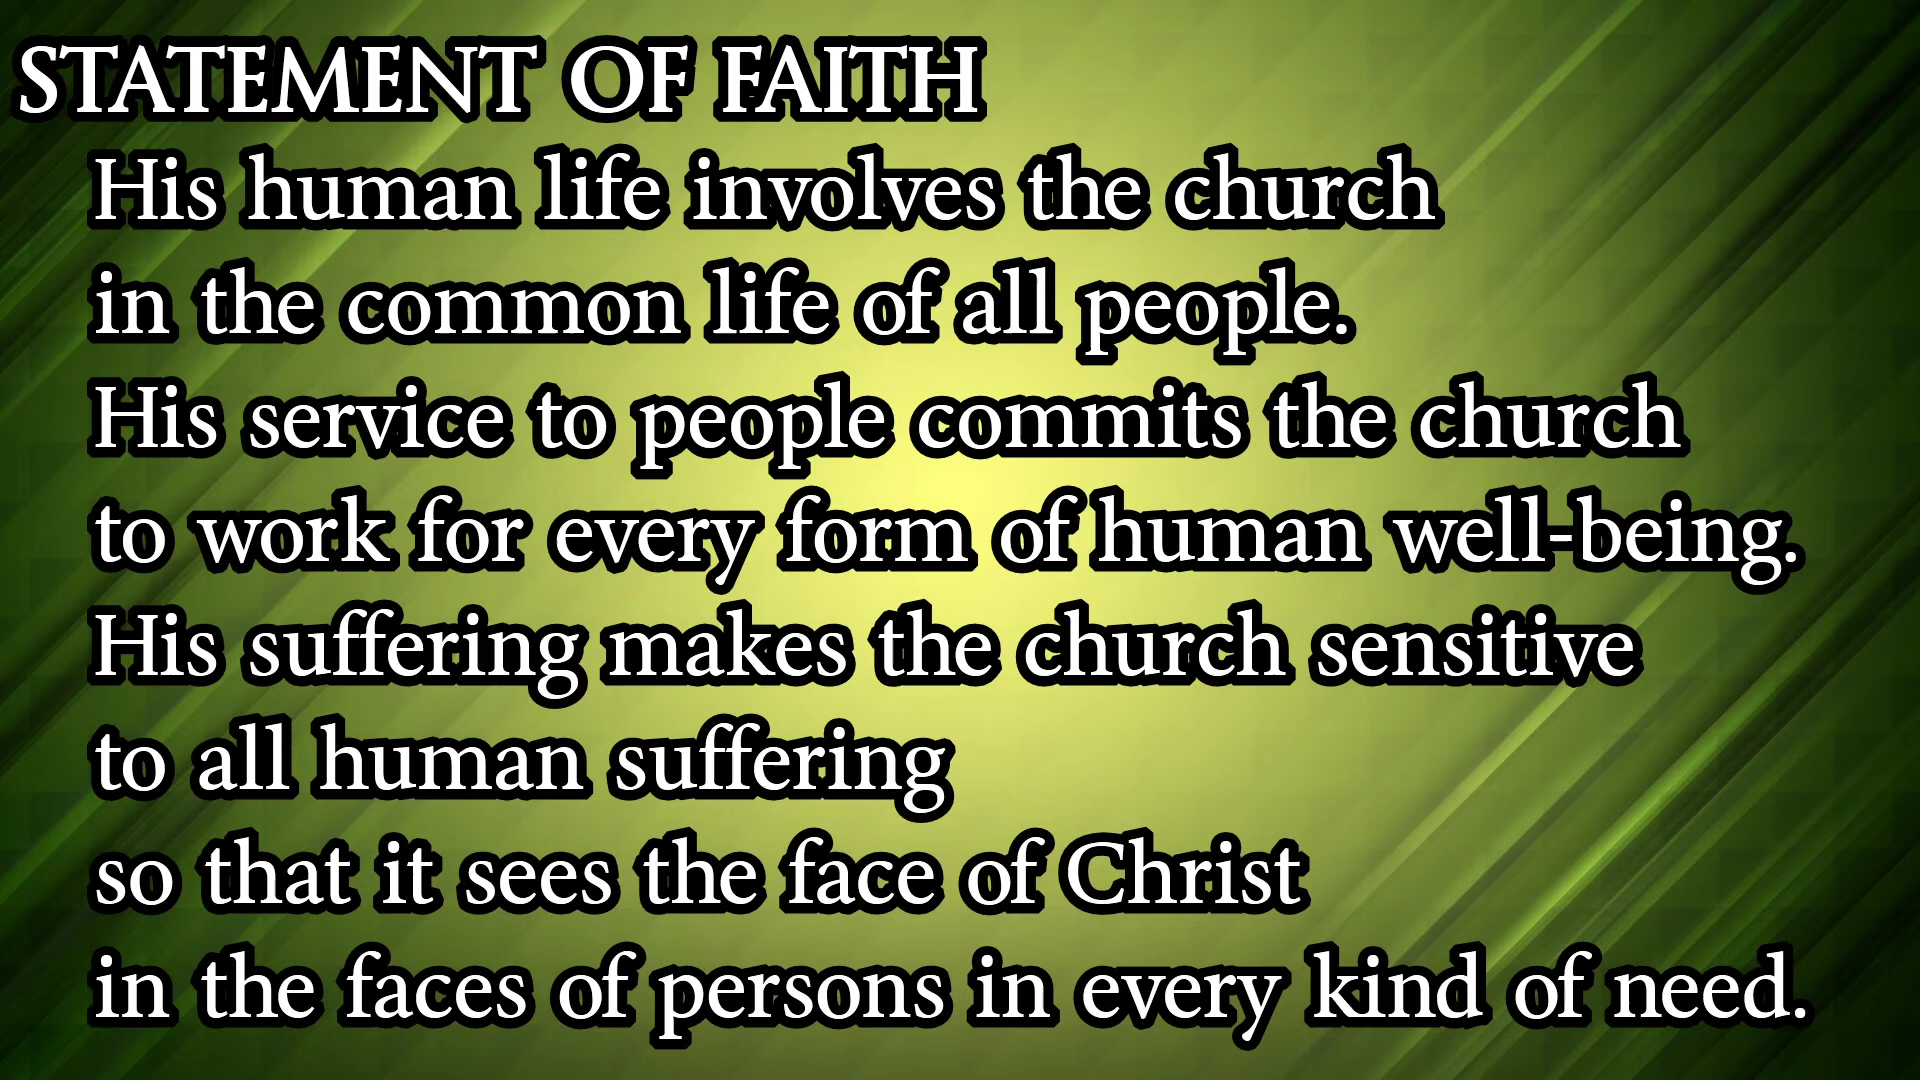 STATEMENT OF FAITH
His human life involves the church
in the common life of all people.
His service to people commits the church
to work for every form of human well-being.
His suffering makes the church sensitive
to all human suffering
so that it sees the face of Christ
in the faces of persons in every kind of need.